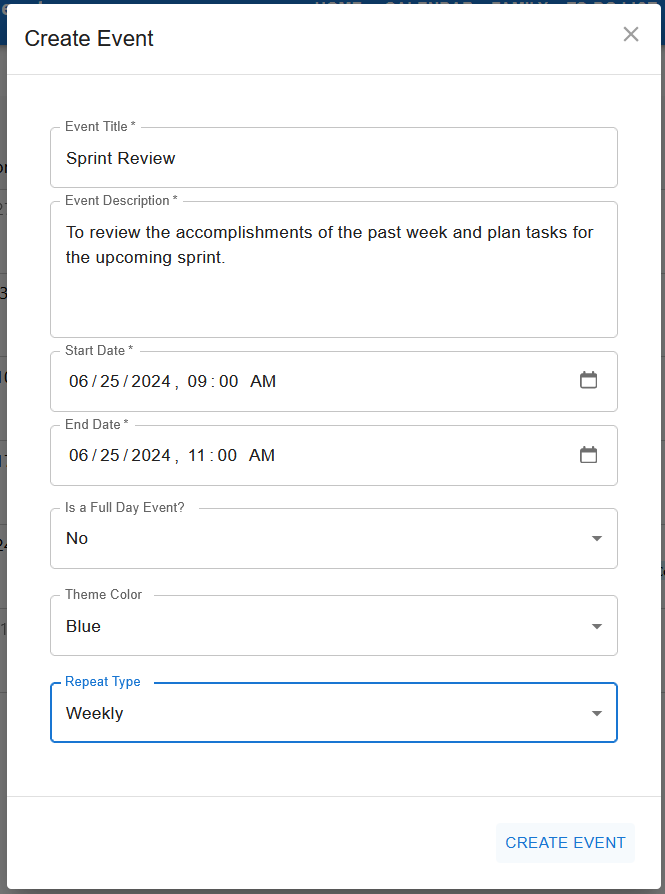 Create Event
Event Title *
Sprint Review
Event Description *
To review the accomplishments of the past week and plan tasks for
the upcoming sprint.
Start Date *
06/25/2024, 09:00 AM
End Date *
06/25/2024, 11:00 AM
Is a Full Day Event?
No
Theme Color
Blue
Repeat Type
Weekly
CREATE EVENT